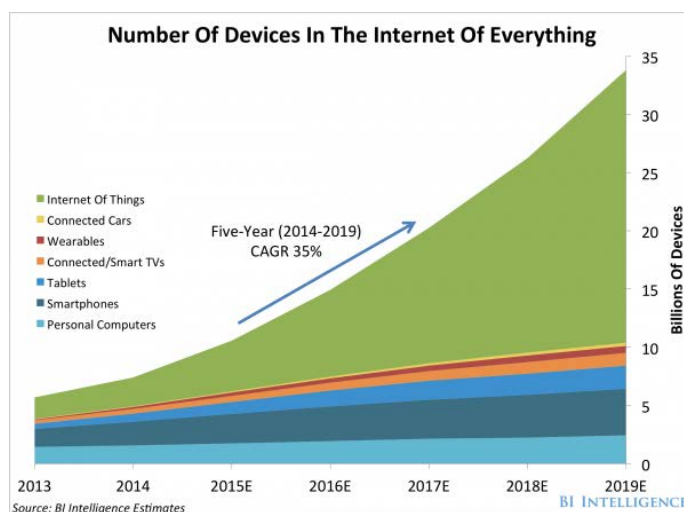 Number Of Devices In The Internet Of Everything
35
30
25
20
15
10
5
0
Billions Of Devices
Internet Of Things
Connected Cars
Wearables
Connected/Smart TVs
Tablets
Smartphones
Personal Computers
Five-Year (2014-2019)
CAGR 35%
2013 2014 2015E 2016E 2017E 2018E 2019E
Source: BI Intelligence Estimates
BI INTELLIGENCE